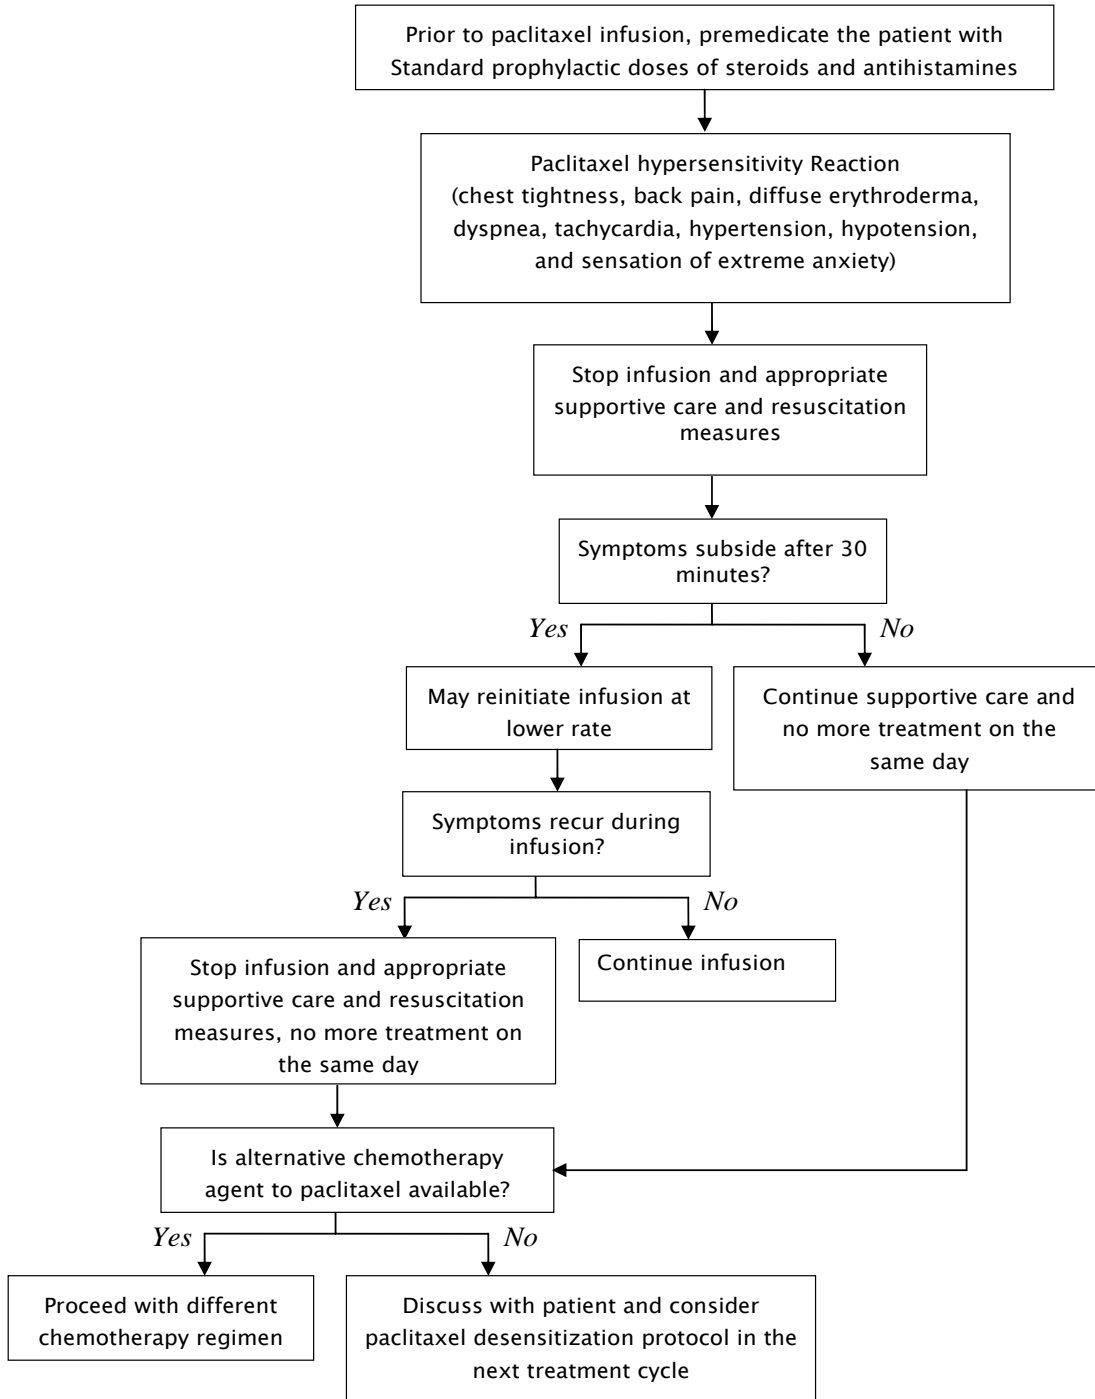 Prior to paclitaxel infusion, premedicate the patient with
Standard prophylactic doses of steroids and antihistamines
Paclitaxel hypersensitivity Reaction
(chest tightness, back pain, diffuse erythroderma,
dyspnea, tachycardia, hypertension, hypotension,
and sensation of extreme anxiety)
Stop infusion and appropriate
supportive care and resuscitation
measures
Symptoms subside after 30
minutes?
Yes
No
May reinitiate infusion at
lower rate
Continue supportive care and
no more treatment on the
same day
Symptoms recur during
infusion?
Yes
No
Stop infusion and appropriate
supportive care and resuscitation
measures, no more treatment on
the same day
Continue infusion
Is alternative chemotherapy
agent to paclitaxel available?
Yes
No
Proceed with different
chemotherapy regimen
Discuss with patient and consider
paclitaxel desensitization protocol in the
next treatment cycle